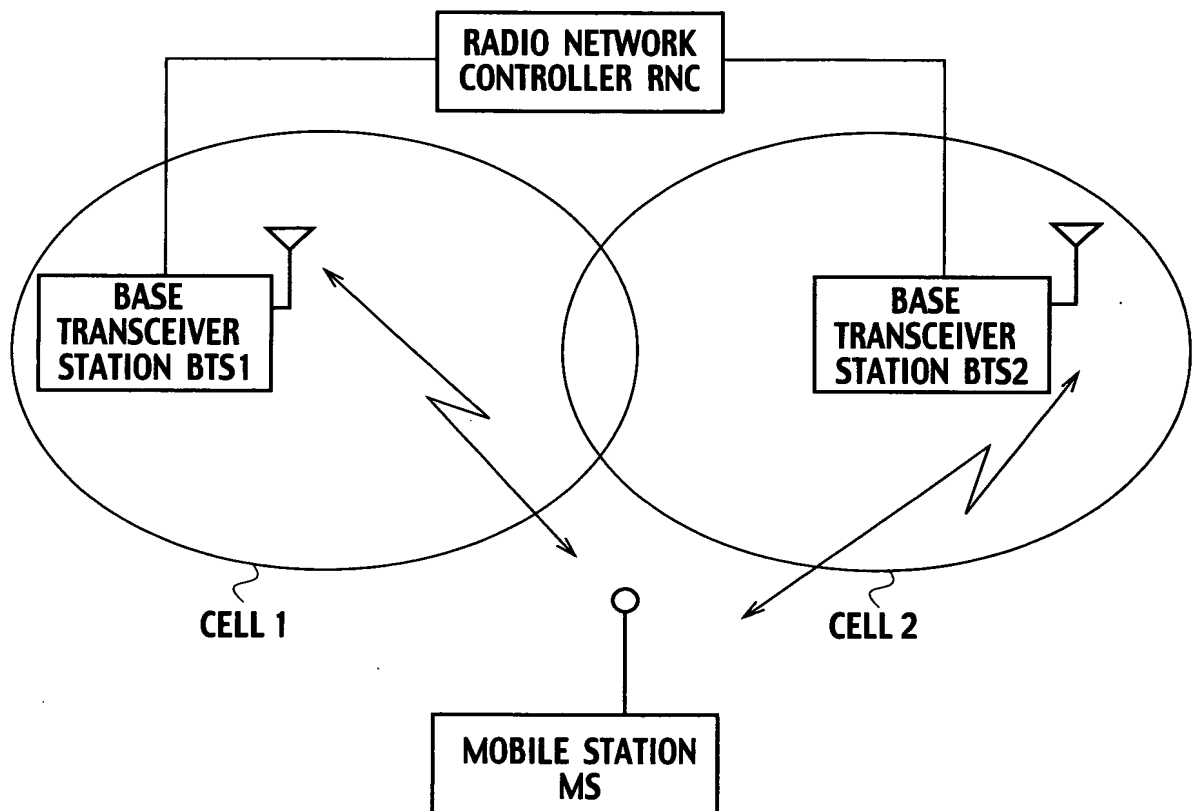 RADIO NETWORK
CONTROLLER RNC
BASE
TRANSCEIVER
STATION BTS1
BASE
TRANSCEIVER
STATION BTS2
CELL 1
CELL 2
MOBILE STATION
MS